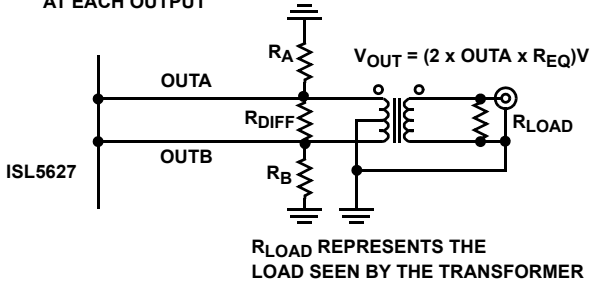 AT EACH OUTPUT
RA
VOUT = (2 x OUTA x REQ)V
OUTA
RDIFF
RLOAD
OUTB
ISL5627
RB
RLOAD REPRESENTS THE
LOAD SEEN BY THE TRANSFORMER